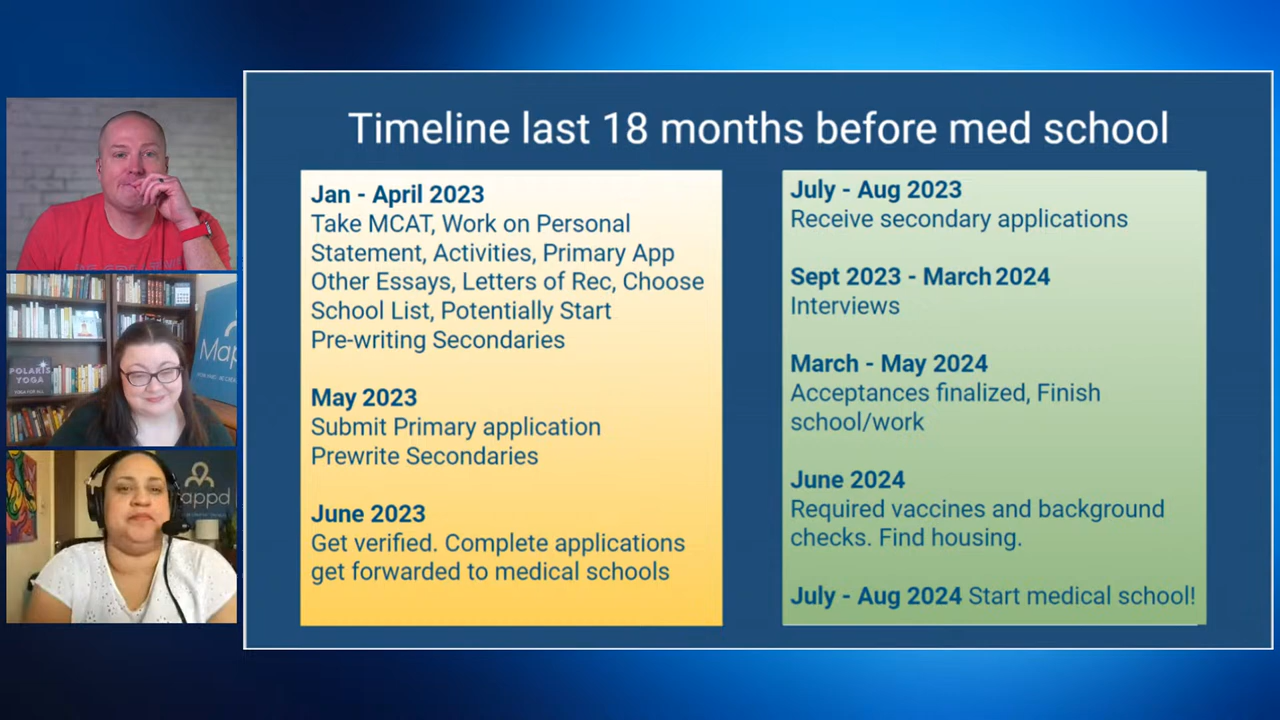 Timeline last 18 months before med school
Jan - April 2023
Take MCAT, Work on Personal
Statement, Activities, Primary App
Other Essays, Letters of Rec, Choose
School List, Potentially Start
Pre-writing Secondaries
May 2023
Submit Primary application
Prewrite Secondaries
June 2023
Get verified. Complete applications
get forwarded to medical schools
July - Aug 2023
Receive secondary applications
Sept 2023 - March 2024
Interviews
March - May 2024
Acceptances finalized, Finish
school/work
June 2024
Required vaccines and background
checks. Find housing.
July - Aug 2024 Start medical school!
POLARIS
YOGA